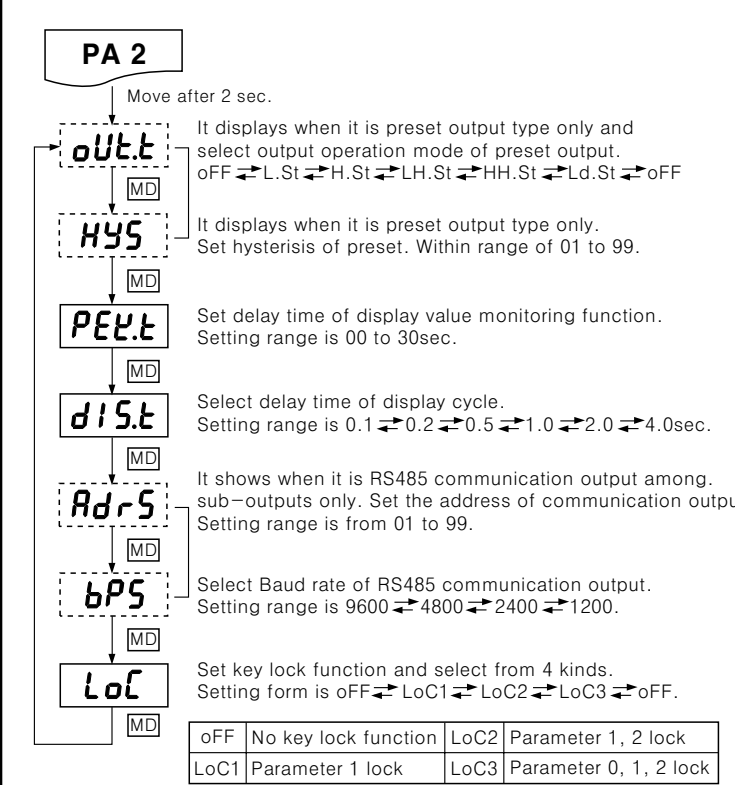 PA 2
Move after 2 sec.
oUt.t
It displays when it is preset output type only and
select output operation mode of preset output.
oFF⇄L.St⇄H.St⇄LH.St⇄HH.St⇄Ld.St⇄oFF
MD
HYS
It displays when it is preset output type only.
Set hysterisis of preset. Within range of 01 to 99.
MD
PEK.t
Set delay time of display value monitoring function.
Setting range is 00 to 30sec.
MD
dIS.t
Select delay time of display cycle.
Setting range is 0.1⇄0.2⇄0.5⇄1.0⇄2.0⇄4.0sec.
MD
AdrS
It shows when it is RS485 communication output among.
sub-outputs only. Set the address of communication outpu
Setting range is from 01 to 99.
MD
bPS
Select Baud rate of RS485 communication output.
Setting range is 9600⇄4800⇄2400⇄1200.
MD
LoC
Set key lock function and select from 4 kinds.
Setting form is oFF⇄LoC1⇄LoC2⇄LoC3⇄oFF.
MD
oFF No key lock function LoC2 Parameter 1, 2 lock
LoC1 Parameter 1 lock LoC3 Parameter 0, 1, 2 lock